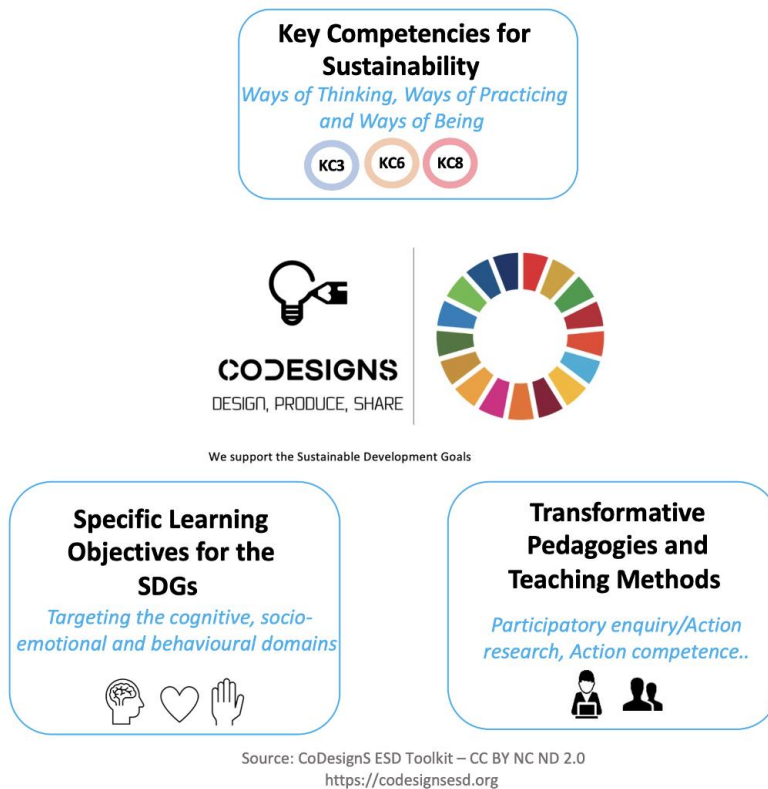 Key Competencies for
Sustainability
Ways of Thinking, Ways of Practicing
and Ways of Being
KC3 KC6 KC8
CODESIGNS
DESIGN, PRODUCE, SHARE
We support the Sustainable Development Goals
Specific Learning
Objectives for the
SDGs
Targeting the cognitive, socio-
emotional and behavioural domains
Transformative
Pedagogies and
Teaching Methods
Participatory enquiry/Action
research, Action competence..
Source: CoDesignS ESD Toolkit – CC BY NC ND 2.0
https://codesignsesd.org